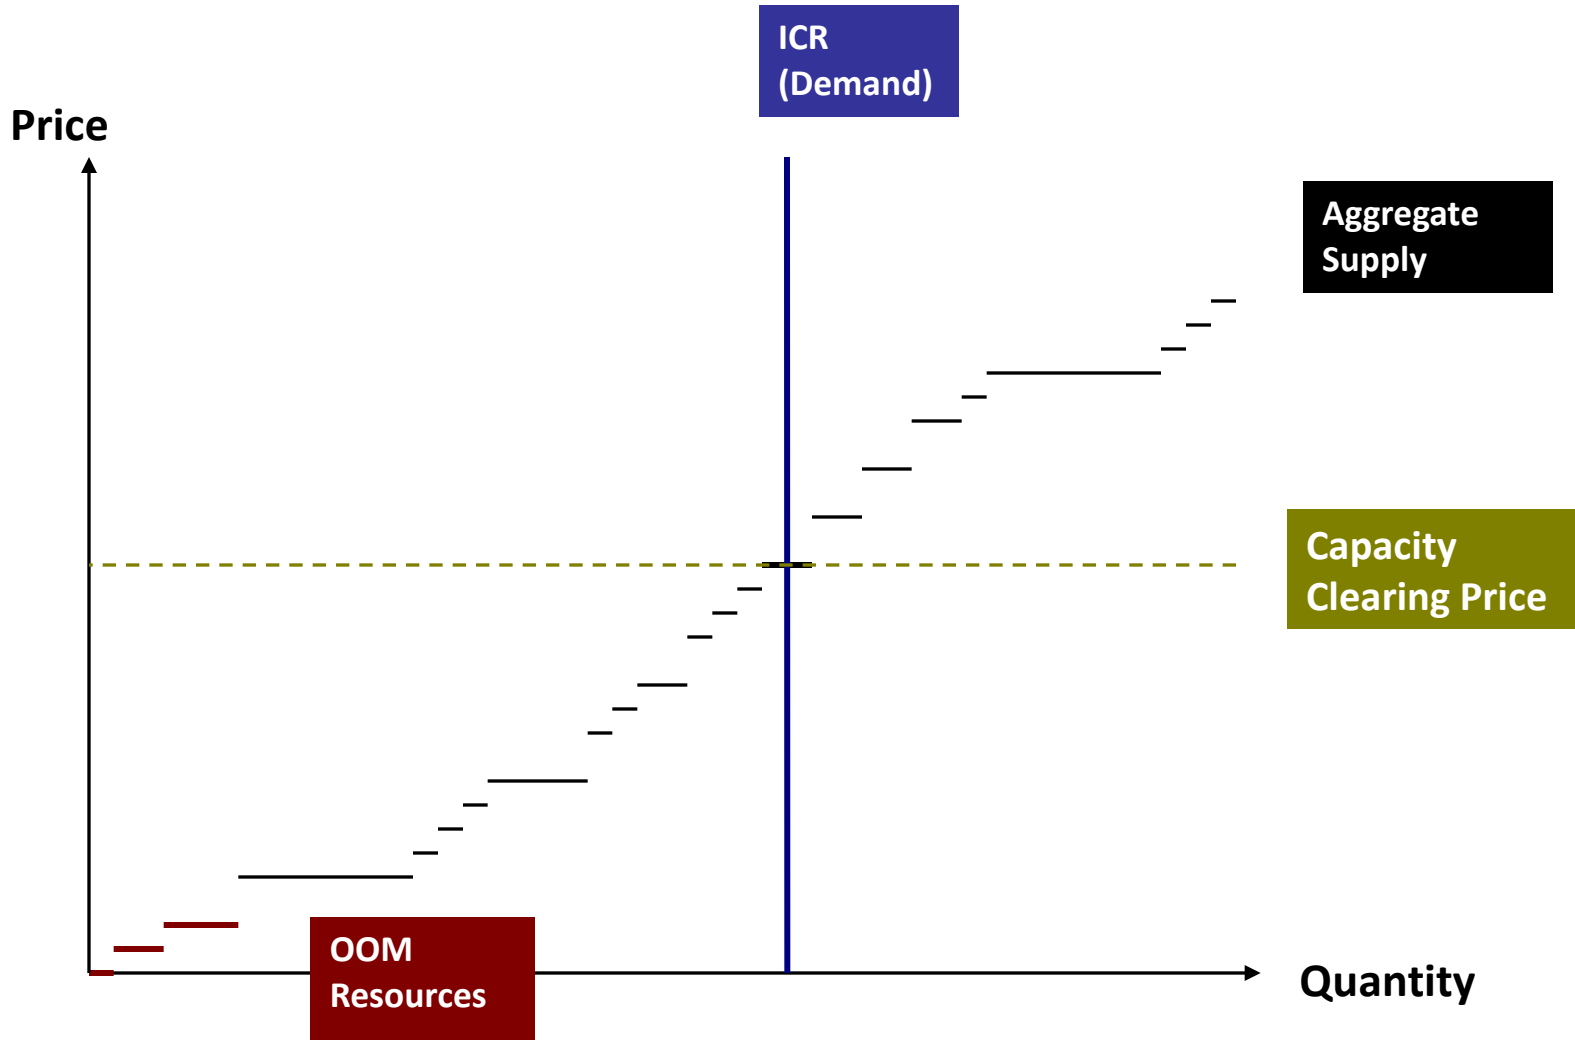 ICR
(Demand)
Price
Aggregate
Supply
Capacity
Clearing Price
OOM
Resources
Quantity